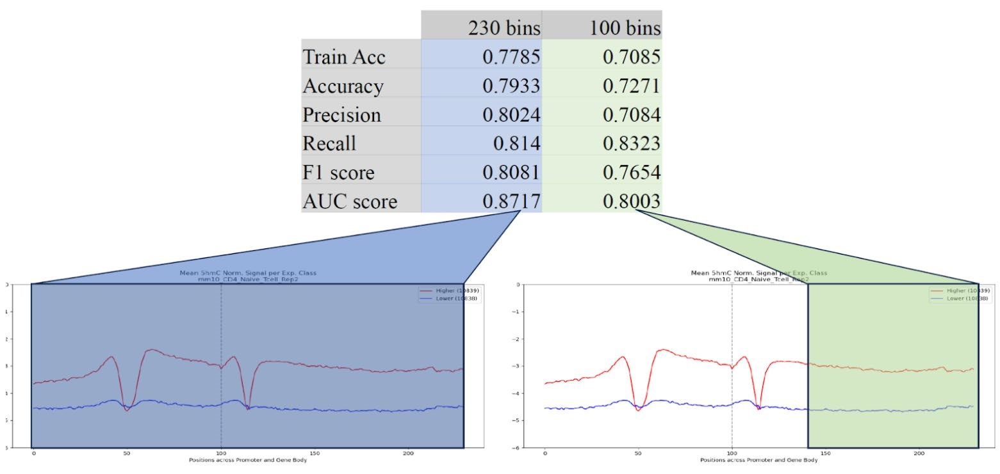 230 bins 100 bins
Train Acc 0.7785 0.7085
Accuracy 0.7933 0.7271
Precision 0.8024 0.7084
Recall 0.814 0.8323
F1 score 0.8081 0.7654
AUC score 0.8717 0.8003
Mean 5hmC Norm. Signal per Exp. Class
mm10_CD4_Naive_Tcell_Rep2
Higher (10839)
Lower (10838)
0 50 100 150 200
Positions across Promoter and Gene Body
Mean 5hmC Norm. Signal per Exp. Class
mm10_CD4_Naive_Tcell_Rep2
Higher (10839)
Lower (10838)
0
−1
−2
−3
−4
−5
−6
0 50 100 150 200
Positions across Promoter and Gene Body